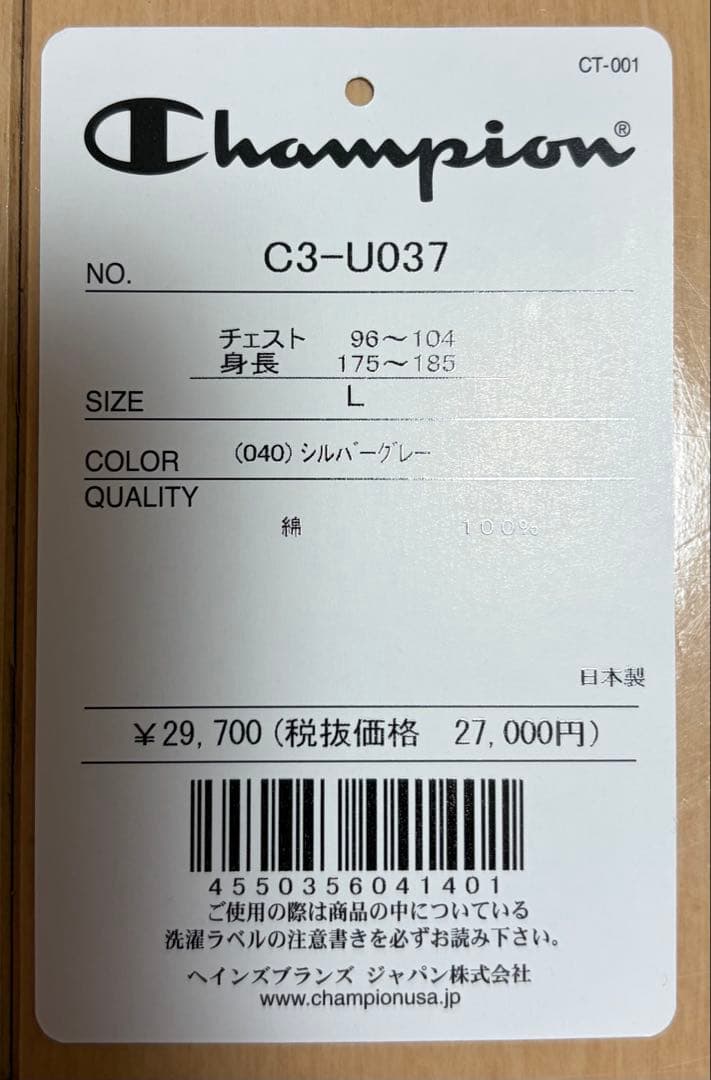 CT-001
Champion®
NO. C3-U037
チェスト 96～104
身長 175～185
SIZE L
COLOR (040) シルバーグレー
QUALITY
綿 100%
日本製
￥29,700(税抜価格 27,000円)
4550356041401
ご使用の際は商品の中についている
洗濯ラベルの注意書きを必ずお読み下さい。
ヘインズブランズ ジャパン株式会社
www.championusa.jp